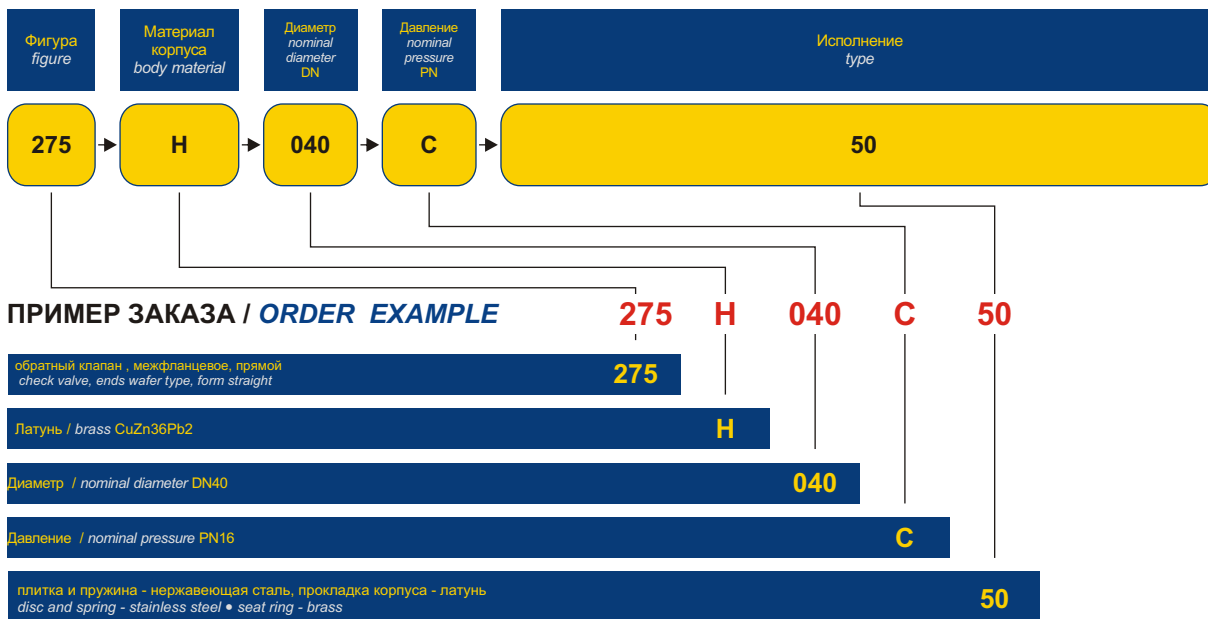 Фигура
figure
Материал
корпуса
body material
Диаметр
nominal
diameter
DN
Давление
nominal
pressure
PN
Исполнение
type
275
H
040
C
50
ПРИМЕР ЗАКАЗА / ORDER EXAMPLE 275 H 040 C 50
обратный клапан , межфланцевое, прямой
check valve, ends wafer type, form straight
275
Латунь / brass CuZn36Pb2 H
Диаметр / nominal diameter DN40 040
Давление / nominal pressure PN16 C
плитка и пружина - нержавеющая сталь, прокладка корпуса - латунь
disc and spring - stainless steel • seat ring - brass
50